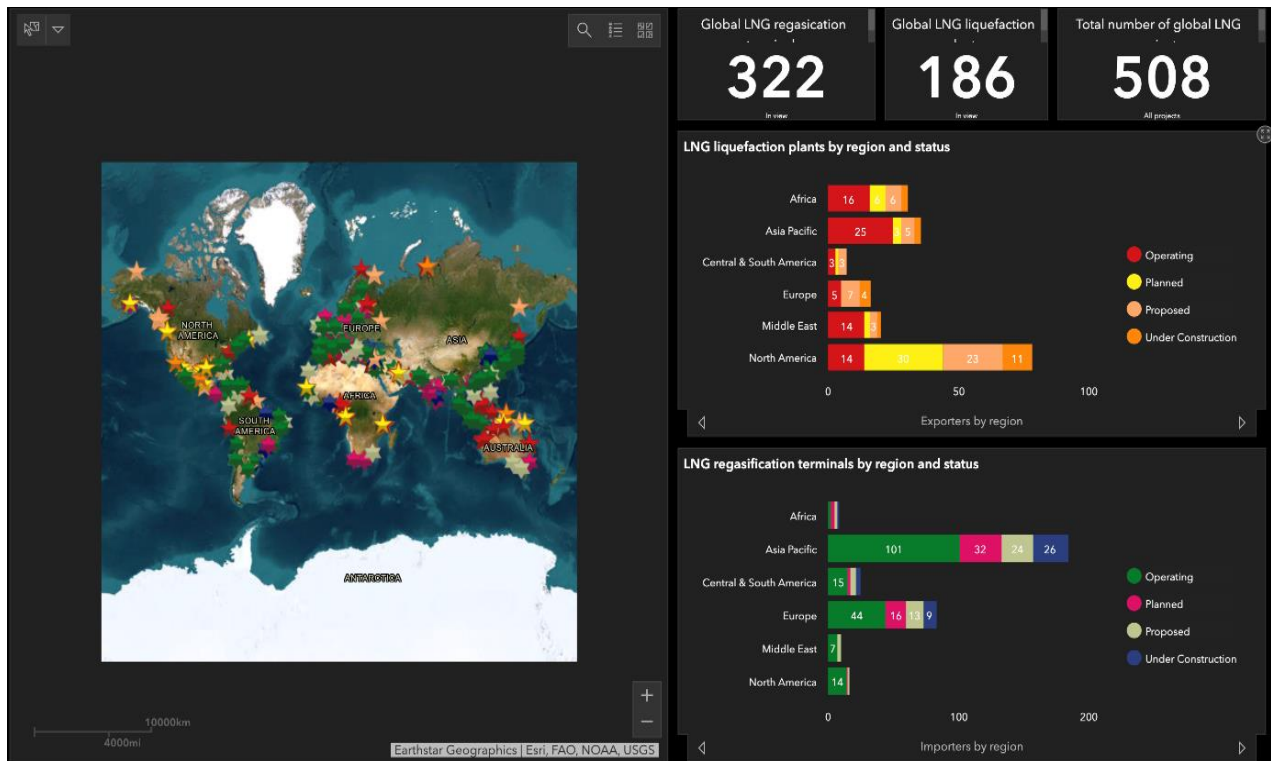 Global LNG regasication
322
In view
Global LNG liquefaction
186
In view
Total number of global LNG
508
All projects
NORTH
AMERICA
EUROPE
ASIA
AFRICA
SOUTH
AMERICA
AUSTRALIA
ANTARCTICA
10000km
4000mi
Earthstar Geographics | Esri, FAO, NOAA, USGS
LNG liquefaction plants by region and status
Africa 16 6 6
Asia Pacific 25 3 5
Central & South America 3 3
Europe 5 7 4
Middle East 14 3
North America 14 30 23 11
0 50 100
Operating
Planned
Proposed
Under Construction
Exporters by region
LNG regasification terminals by region and status
Africa
Asia Pacific 101 32 24 26
Central & South America 15
Europe 44 16 13 9
Middle East 7
North America 14
0 100 200
Operating
Planned
Proposed
Under Construction
Importers by region